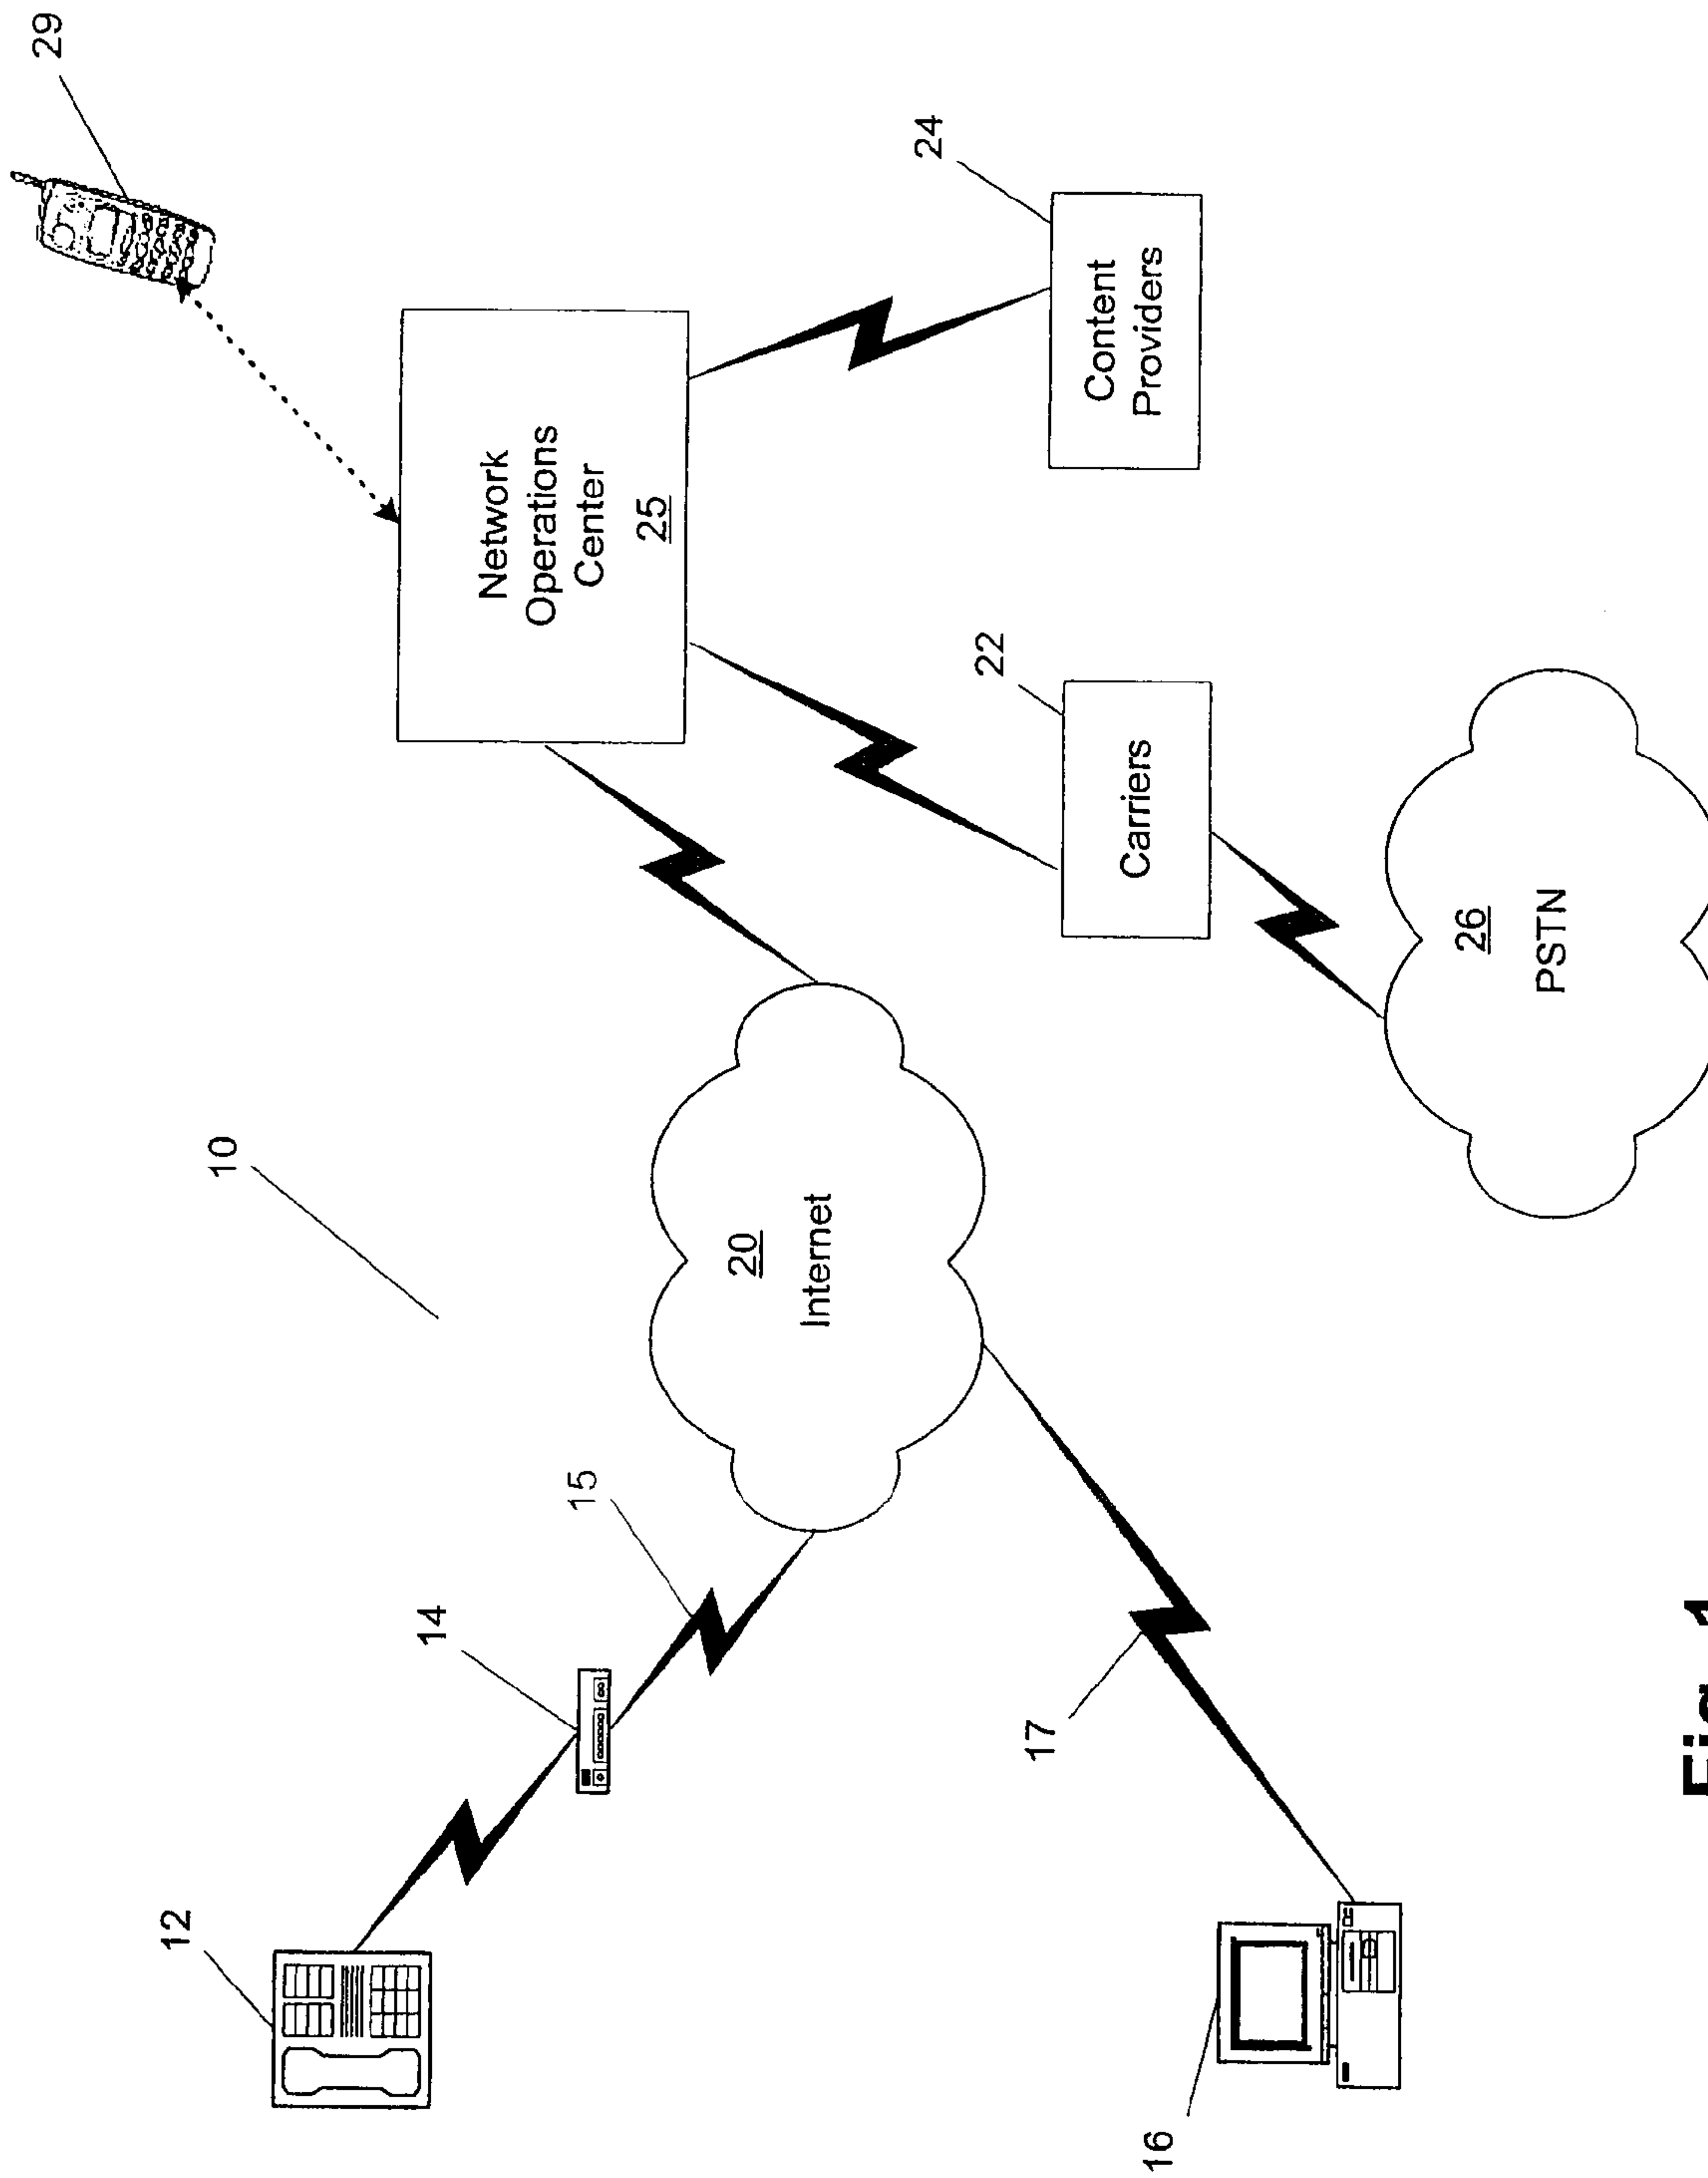 29
12
10
14
15
Network
Operations
Center
25
20
Internet
24
22
17
Content
Providers
Carriers
16
26
PSTN
Fig. 1